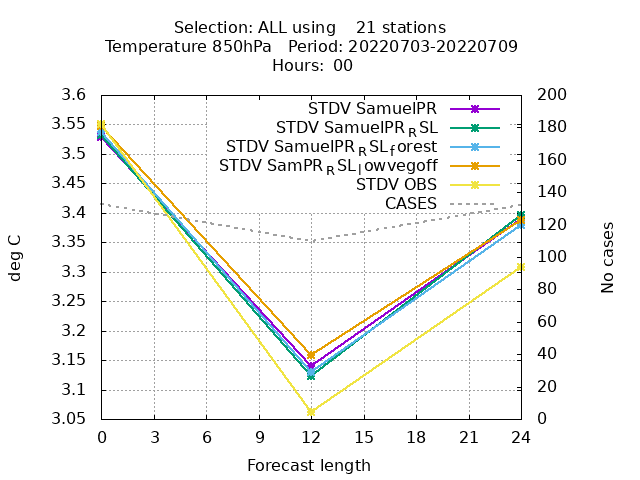 Selection: ALL using 21 stations
Temperature 850hPa Period: 20220703-20220709
Hours: 00
3.6
3.55
3.5
3.45
3.4
3.35
3.3
3.25
3.2
3.15
3.1
3.05
deg C
STDV SamuelPR
STDV SamuelPR_RSL
STDV SamuelPR_RSL_forest
STDV SamPR_RSL_lowvegoff
STDV OBS
CASES
200
180
160
140
120
100
80
60
40
20
0
No cases
0 3 6 9 12 15 18 21 24
Forecast length